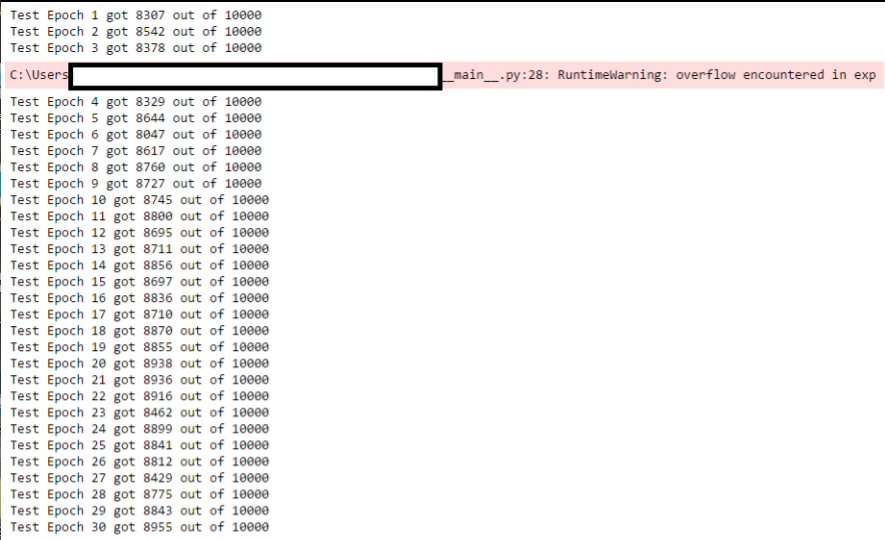 Test Epoch 1 got 8307 out of 10000
Test Epoch 2 got 8542 out of 10000
Test Epoch 3 got 8378 out of 10000
C:\Users __main__.py:28: RuntimeWarning: overflow encountered in exp
Test Epoch 4 got 8329 out of 10000
Test Epoch 5 got 8644 out of 10000
Test Epoch 6 got 8047 out of 10000
Test Epoch 7 got 8617 out of 10000
Test Epoch 8 got 8760 out of 10000
Test Epoch 9 got 8727 out of 10000
Test Epoch 10 got 8745 out of 10000
Test Epoch 11 got 8800 out of 10000
Test Epoch 12 got 8695 out of 10000
Test Epoch 13 got 8711 out of 10000
Test Epoch 14 got 8856 out of 10000
Test Epoch 15 got 8697 out of 10000
Test Epoch 16 got 8836 out of 10000
Test Epoch 17 got 8710 out of 10000
Test Epoch 18 got 8870 out of 10000
Test Epoch 19 got 8855 out of 10000
Test Epoch 20 got 8938 out of 10000
Test Epoch 21 got 8936 out of 10000
Test Epoch 22 got 8916 out of 10000
Test Epoch 23 got 8462 out of 10000
Test Epoch 24 got 8899 out of 10000
Test Epoch 25 got 8841 out of 10000
Test Epoch 26 got 8812 out of 10000
Test Epoch 27 got 8429 out of 10000
Test Epoch 28 got 8775 out of 10000
Test Epoch 29 got 8843 out of 10000
Test Epoch 30 got 8955 out of 10000